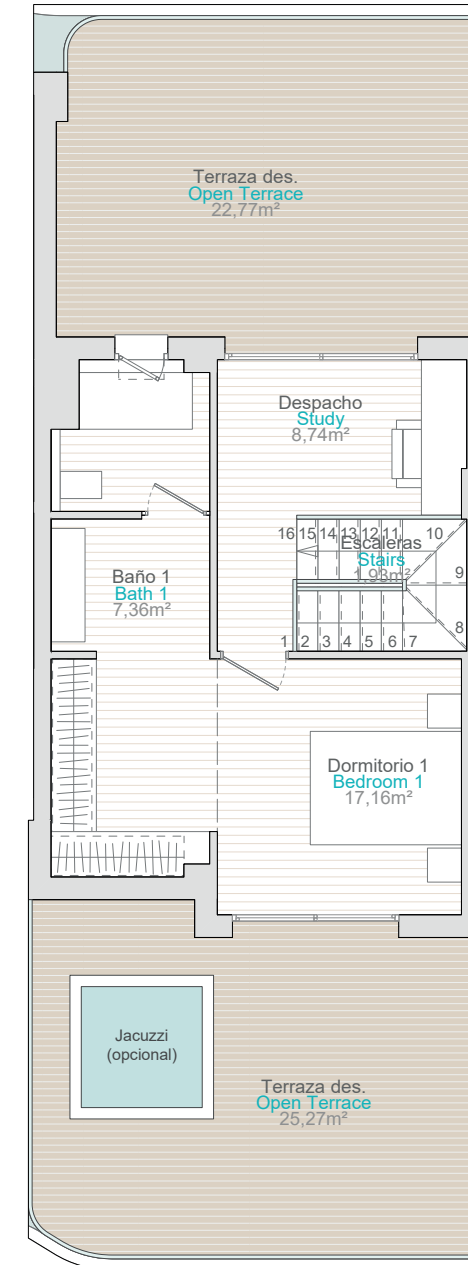 Terraza des.
Open Terrace
22,77m²
Despacho
Study
8,74m²
16 15 14 13 12 11 10
Escaleras
Stairs
1,93m²
9
8
1 2 3 4 5 6 7
Baño 1
Bath 1
7,36m²
Dormitorio 1
Bedroom 1
17,16m²
Jacuzzi
(opcional)
Terraza des.
Open Terrace
25,27m²